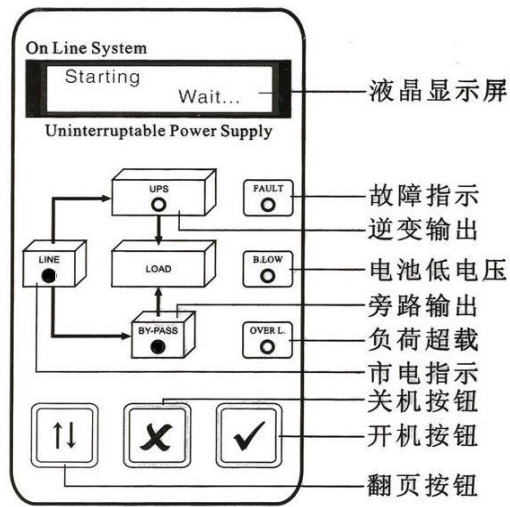 On Line System
Starting
Wait...
液晶显示屏
Uninterruptable Power Supply
UPS
FAULT
故障指示
逆变输出
LINE
LOAD
B.LOW
电池低电压
旁路输出
BY-PASS
OVER L.
负荷超载
市电指示
关机按钮
开机按钮
翻页按钮